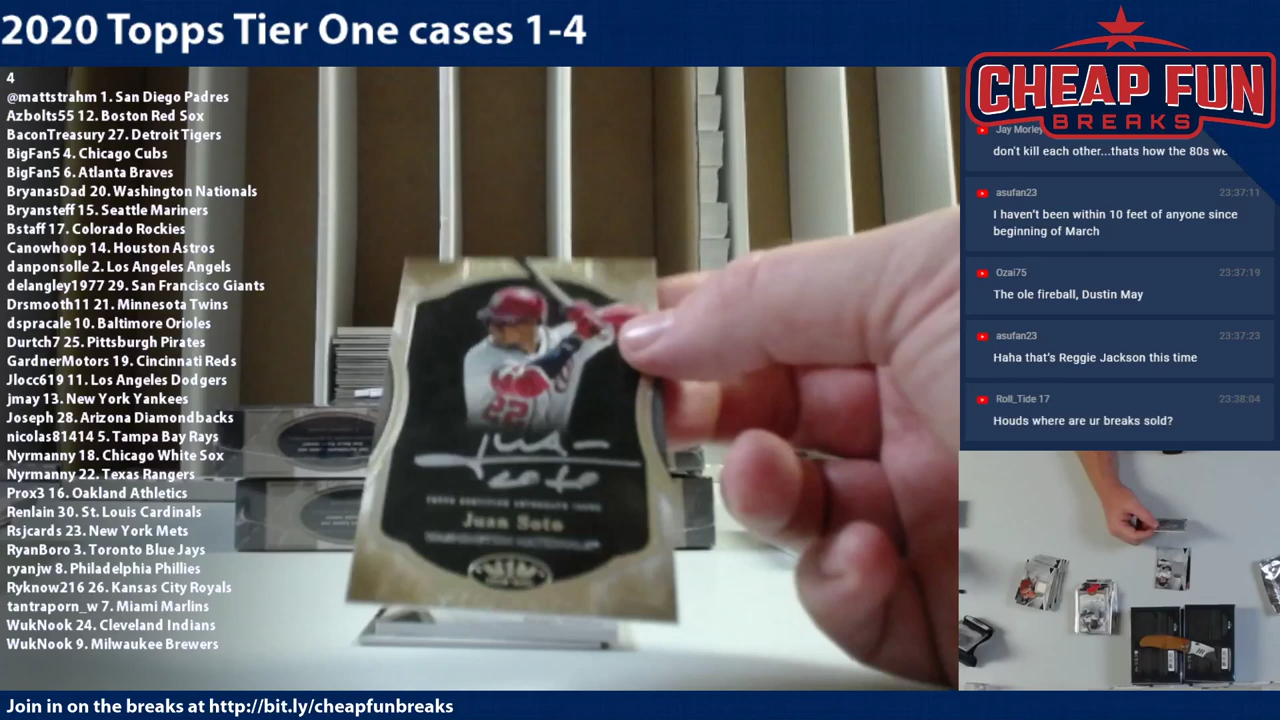 2020 Topps Tier One cases 1-4
4
@mattstrahm 1. San Diego Padres
Azbolts55 12. Boston Red Sox
BaconTreasury 27. Detroit Tigers
BigFan5 4. Chicago Cubs
BigFan5 6. Atlanta Braves
BryanasDad 20. Washington Nationals
Bryansteff 15. Seattle Mariners
Bstaff 17. Colorado Rockies
Canowhoop 14. Houston Astros
danponsolle 2. Los Angeles Angels
delangley1977 29. San Francisco Giants
Drsmooth11 21. Minnesota Twins
dspracale 10. Baltimore Orioles
Durtch7 25. Pittsburgh Pirates
GardnerMotors 19. Cincinnati Reds
Jlocc619 11. Los Angeles Dodgers
jmay 13. New York Yankees
Joseph 28. Arizona Diamondbacks
nicolas81414 5. Tampa Bay Rays
Nyrmanny 18. Chicago White Sox
Nyrmanny 22. Texas Rangers
Prox3 16. Oakland Athletics
Renlain 30. St. Louis Cardinals
Rsjcards 23. New York Mets
RyanBoro 3. Toronto Blue Jays
ryanjw 8. Philadelphia Phillies
Ryknow216 26. Kansas City Royals
tantraporn_w 7. Miami Marlins
WukNook 24. Cleveland Indians
WukNook 9. Milwaukee Brewers
22
Juan
Soto
TOPPS CERTIFIED AUTOGRAPH ISSUE
Juan Soto
WASHINGTON NATIONALS
CHEAP FUN
BREAKS
Jay Morley
don't kill each other...thats how the 80s we
asufan23 23:37:11
I haven't been within 10 feet of anyone since
beginning of March
Ozai75 23:37:19
The ole fireball, Dustin May
asufan23 23:37:23
Haha that's Reggie Jackson this time
Roll_Tide 17 23:38:04
Houds where are ur breaks sold?
Join in on the breaks at http://bit.ly/cheapfunbreaks